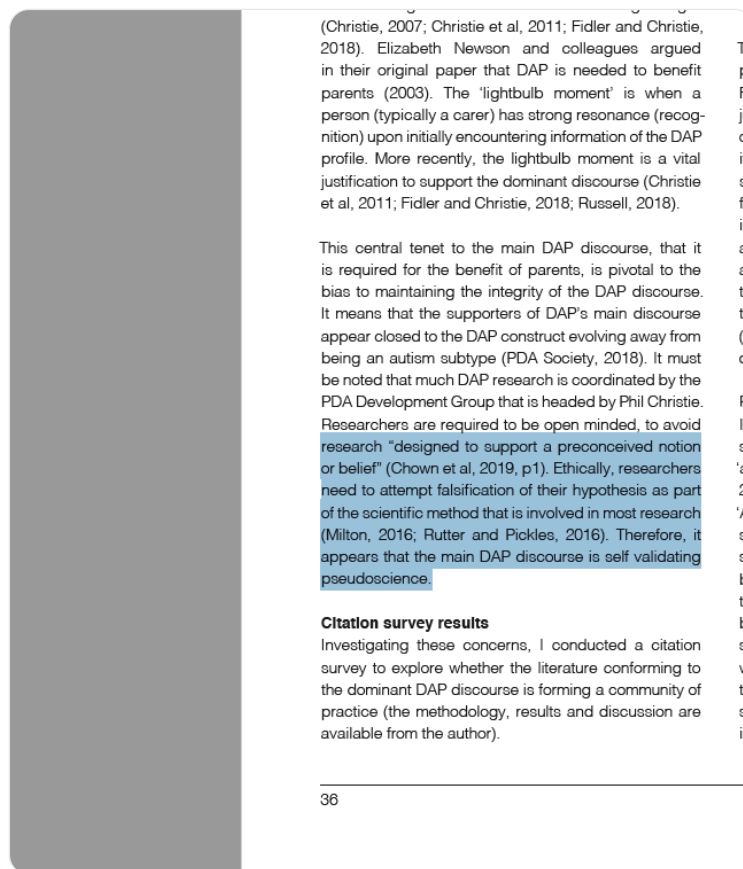 (Christie, 2007; Christie et al, 2011; Fidler and Christie,
2018). Elizabeth Newson and colleagues argued
in their original paper that DAP is needed to benefit
parents (2003). The ‘lightbulb moment’ is when a
person (typically a carer) has strong resonance (recog-
nition) upon initially encountering information of the DAP
profile. More recently, the lightbulb moment is a vital
justification to support the dominant discourse (Christie
et al, 2011; Fidler and Christie, 2018; Russell, 2018).
This central tenet to the main DAP discourse, that it
is required for the benefit of parents, is pivotal to the
bias to maintaining the integrity of the DAP discourse.
It means that the supporters of DAP’s main discourse
appear closed to the DAP construct evolving away from
being an autism subtype (PDA Society, 2018). It must
be noted that much DAP research is coordinated by the
PDA Development Group that is headed by Phil Christie.
Researchers are required to be open minded, to avoid
research “designed to support a preconceived notion
or belief” (Chown et al, 2019, p1). Ethically, researchers
need to attempt falsification of their hypothesis as part
of the scientific method that is involved in most research
(Milton, 2016; Rutter and Pickles, 2016). Therefore, it
appears that the main DAP discourse is self validating
pseudoscience.
Citation survey results
Investigating these concerns, I conducted a citation
survey to explore whether the literature conforming to
the dominant DAP discourse is forming a community of
practice (the methodology, results and discussion are
available from the author).
36